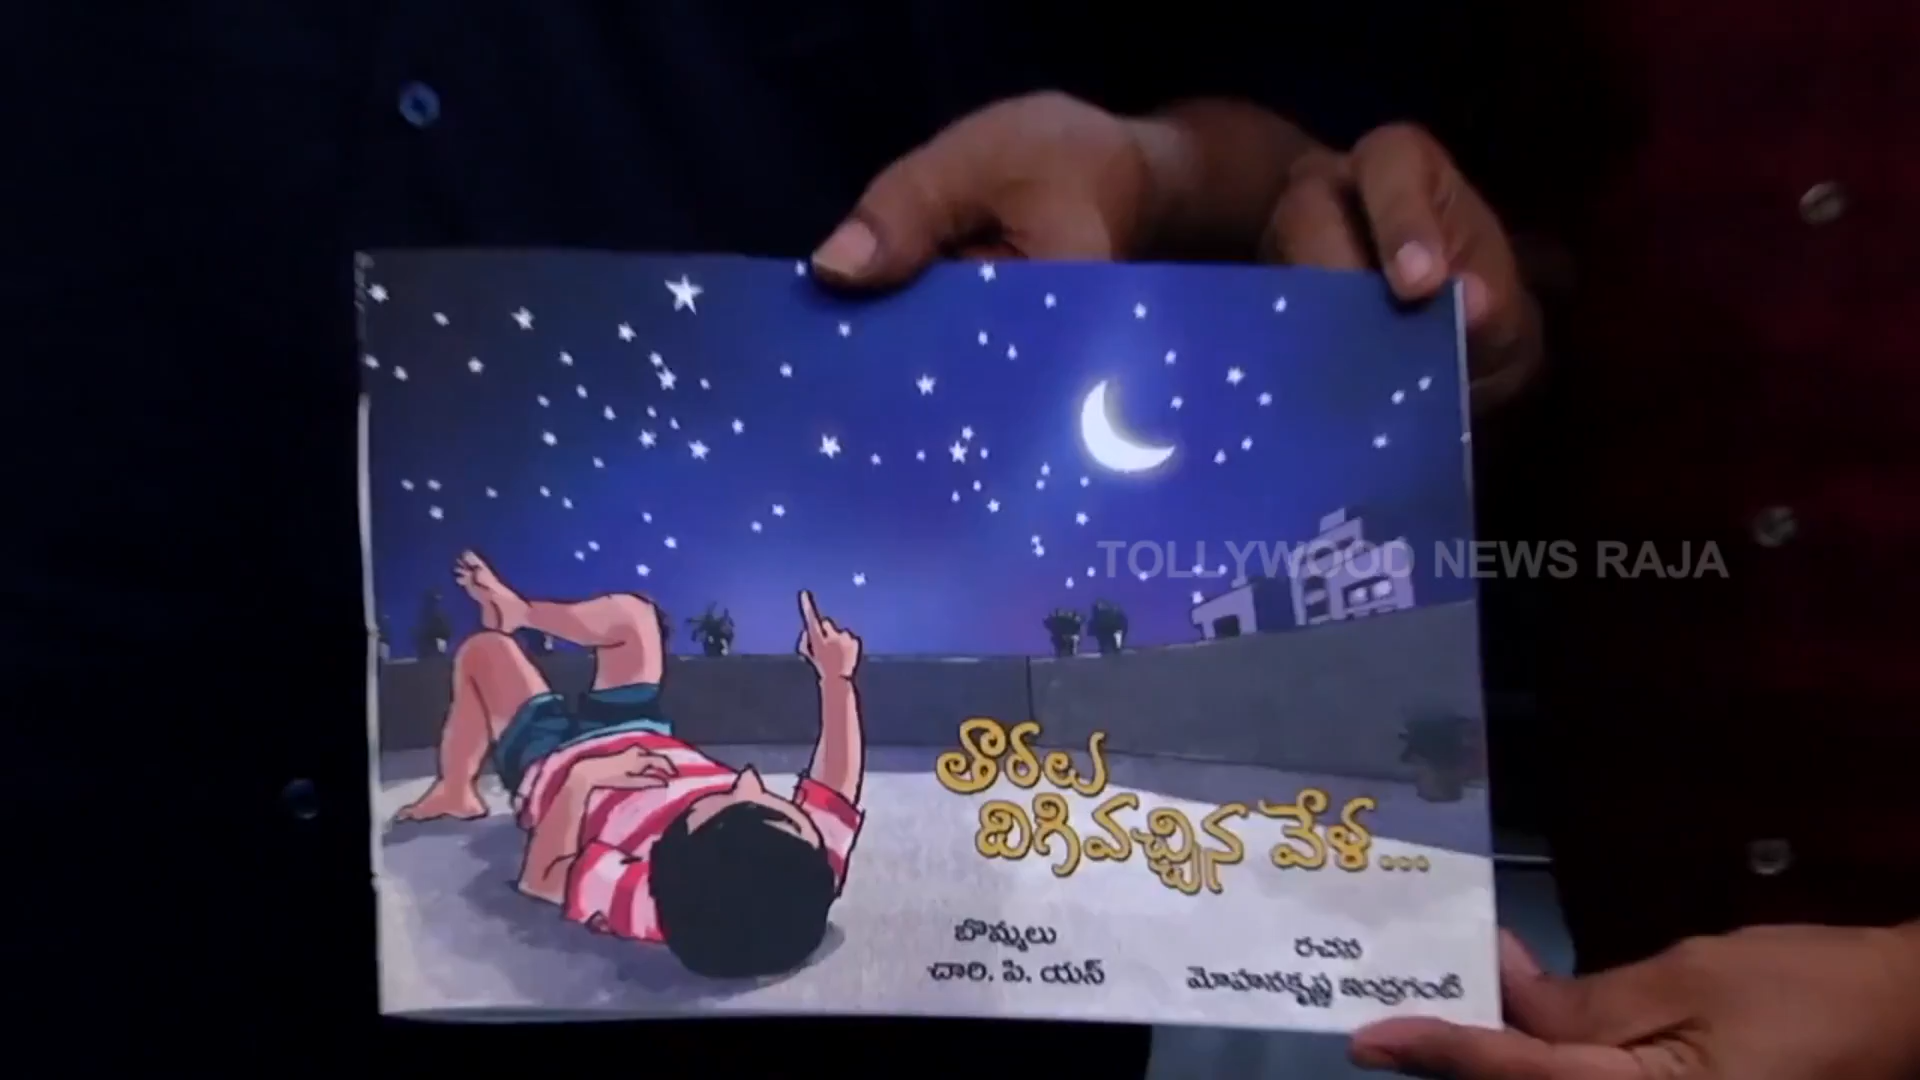 TOLLYWOOD NEWS RAJA
తారలు
దిగివచ్చిన వేళ...
బొమ్మలు
చారి. పి. యస్
రచన
మోహనకృష్ణ ఇంద్రగంటి